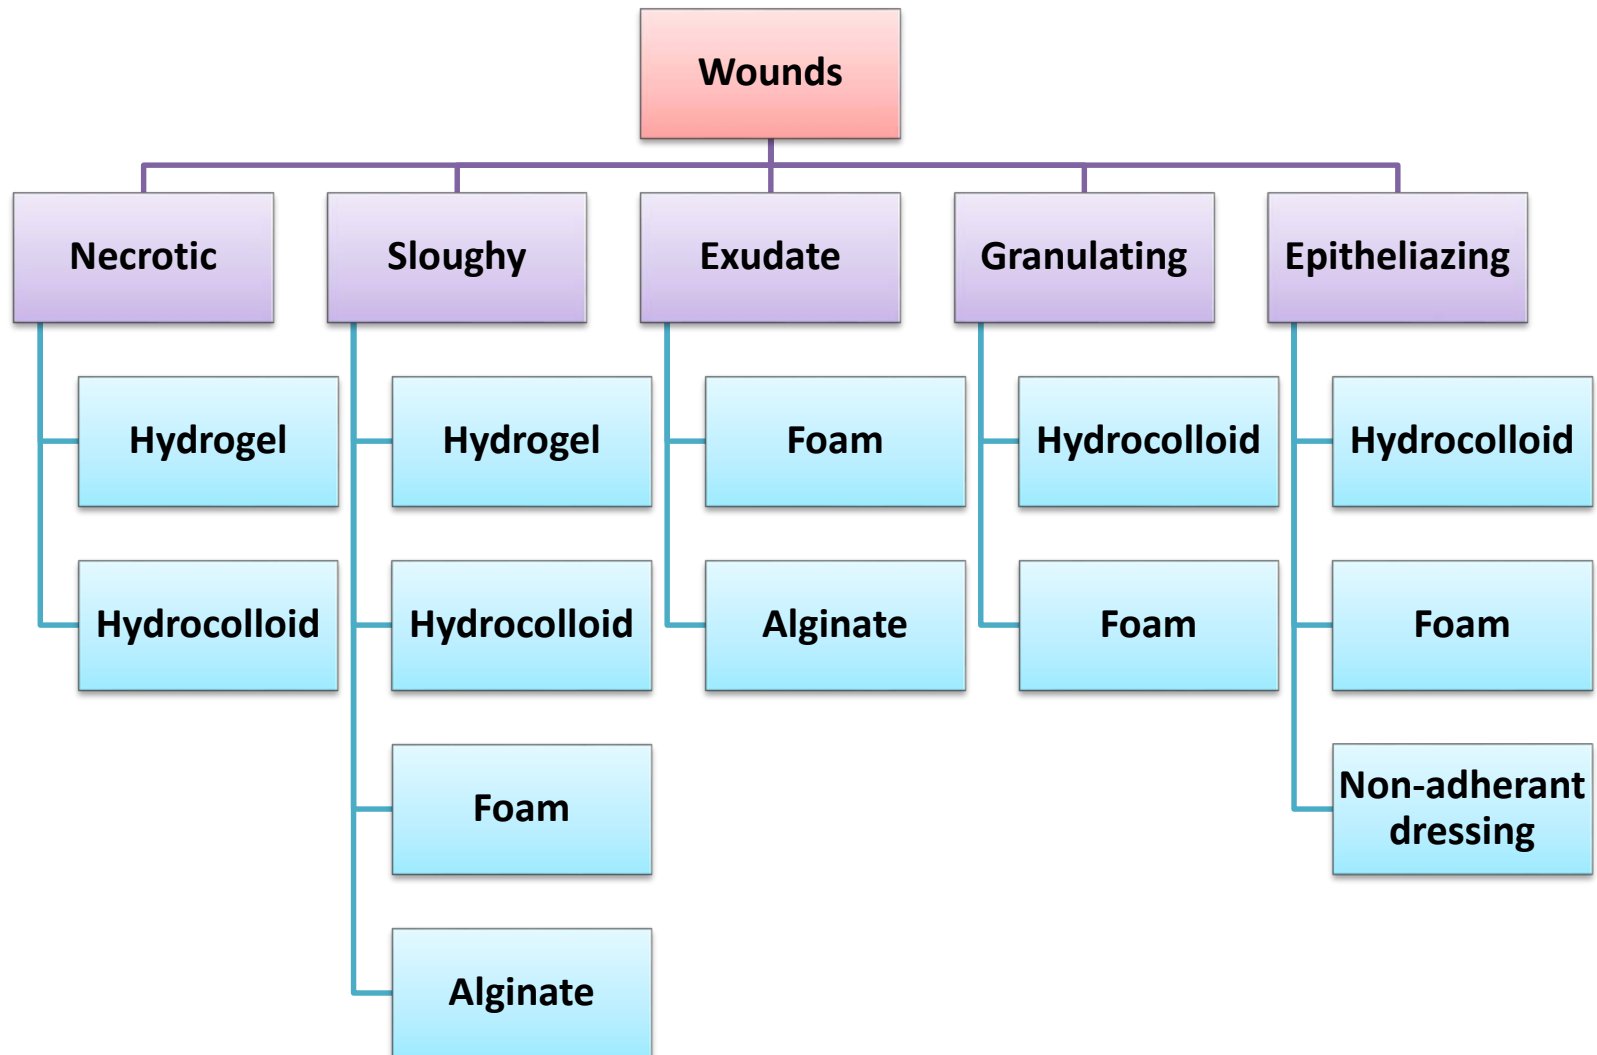 Wounds
Necrotic
Sloughy
Exudate
Granulating
Epitheliazing
Hydrogel
Hydrogel
Foam
Hydrocolloid
Hydrocolloid
Hydrocolloid
Hydrocolloid
Alginate
Foam
Foam
Foam
Non-adherant
dressing
Alginate